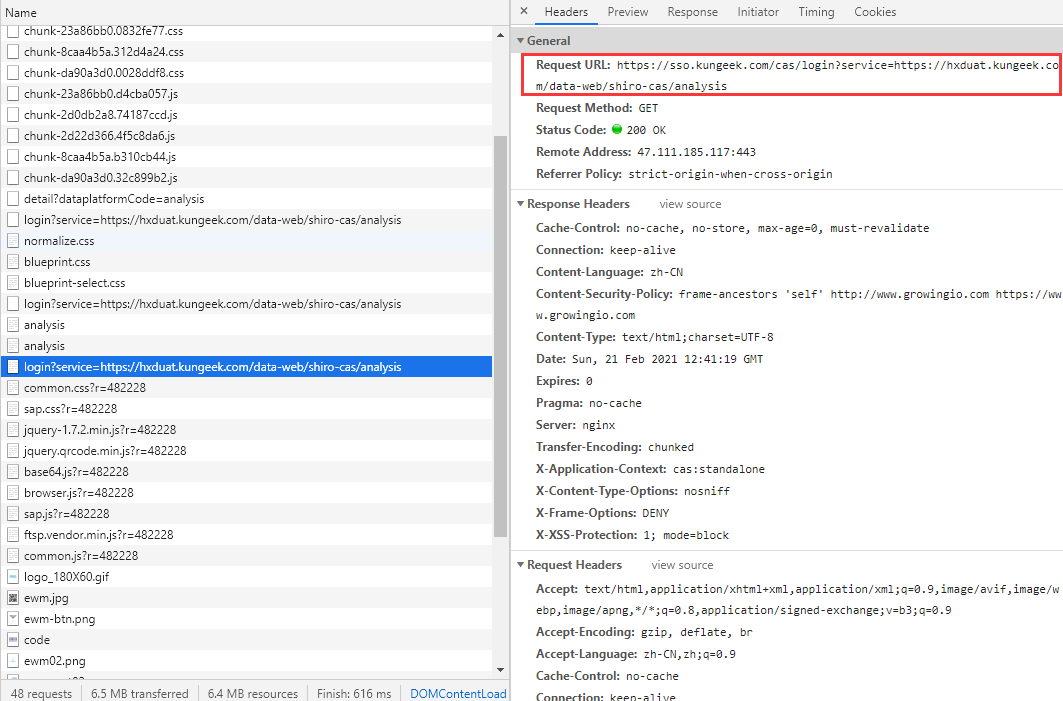 Name
chunk-23a86bb0.0832fe77.css
chunk-8caa4b5a.312d4a24.css
chunk-da90a3d0.0028ddf8.css
chunk-23a86bb0.d4cba057.js
chunk-2d0db2a8.74187ccd.js
chunk-2d22d366.4f5c8da6.js
chunk-8caa4b5a.b310cb44.js
chunk-da90a3d0.32c899b2.js
detail?dataplatformCode=analysis
login?service=https://hxduat.kungeek.com/data-web/shiro-cas/analysis
normalize.css
blueprint.css
blueprint-select.css
login?service=https://hxduat.kungeek.com/data-web/shiro-cas/analysis
analysis
analysis
login?service=https://hxduat.kungeek.com/data-web/shiro-cas/analysis
common.css?r=482228
sap.css?r=482228
jquery-1.7.2.min.js?r=482228
jquery.qrcode.min.js?r=482228
base64.js?r=482228
browser.js?r=482228
sap.js?r=482228
ftsp.vendor.min.js?r=482228
common.js?r=482228
logo_180X60.gif
ewm.jpg
ewm-btn.png
code
ewm02.png
48 requests 6.5 MB transferred 6.4 MB resources Finish: 616 ms DOMContentLoad
× Headers Preview Response Initiator Timing Cookies
General
Request URL: https://sso.kungeek.com/cas/login?service=https://hxduat.kungeek.co
m/data-web/shiro-cas/analysis
Request Method: GET
Status Code: 200 OK
Remote Address: 47.111.185.117:443
Referrer Policy: strict-origin-when-cross-origin
Response Headers view source
Cache-Control: no-cache, no-store, max-age=0, must-revalidate
Connection: keep-alive
Content-Language: zh-CN
Content-Security-Policy: frame-ancestors 'self' http://www.growingio.com https://ww
w.growingio.com
Content-Type: text/html;charset=UTF-8
Date: Sun, 21 Feb 2021 12:41:19 GMT
Expires: 0
Pragma: no-cache
Server: nginx
Transfer-Encoding: chunked
X-Application-Context: cas:standalone
X-Content-Type-Options: nosniff
X-Frame-Options: DENY
X-XSS-Protection: 1; mode=block
Request Headers view source
Accept: text/html,application/xhtml+xml,application/xml;q=0.9,image/avif,image/w
ebp,image/apng,*/*;q=0.8,application/signed-exchange;v=b3;q=0.9
Accept-Encoding: gzip, deflate, br
Accept-Language: zh-CN,zh;q=0.9
Cache-Control: no-cache
Connection: keep-alive